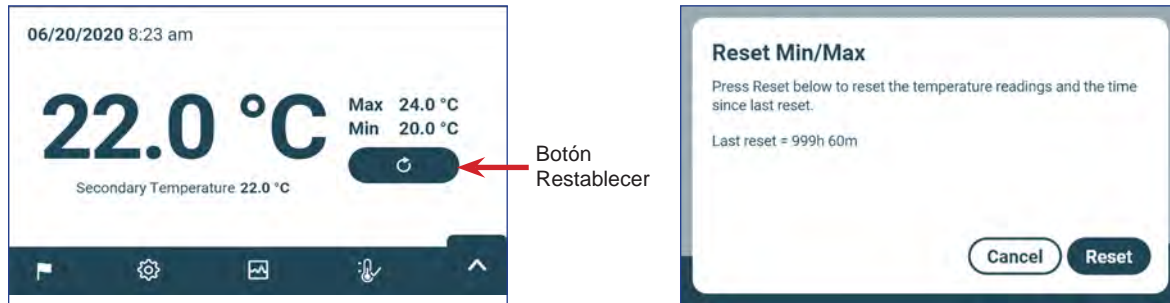 06/20/2020 8:23 am
22.0 °C
Max 24.0 °C
Min 20.0 °C
Secondary Temperature 22.0 °C
Botón
Restablecer
Reset Min/Max
Press Reset below to reset the temperature readings and the time
since last reset.
Last reset = 999h 60m
Cancel Reset